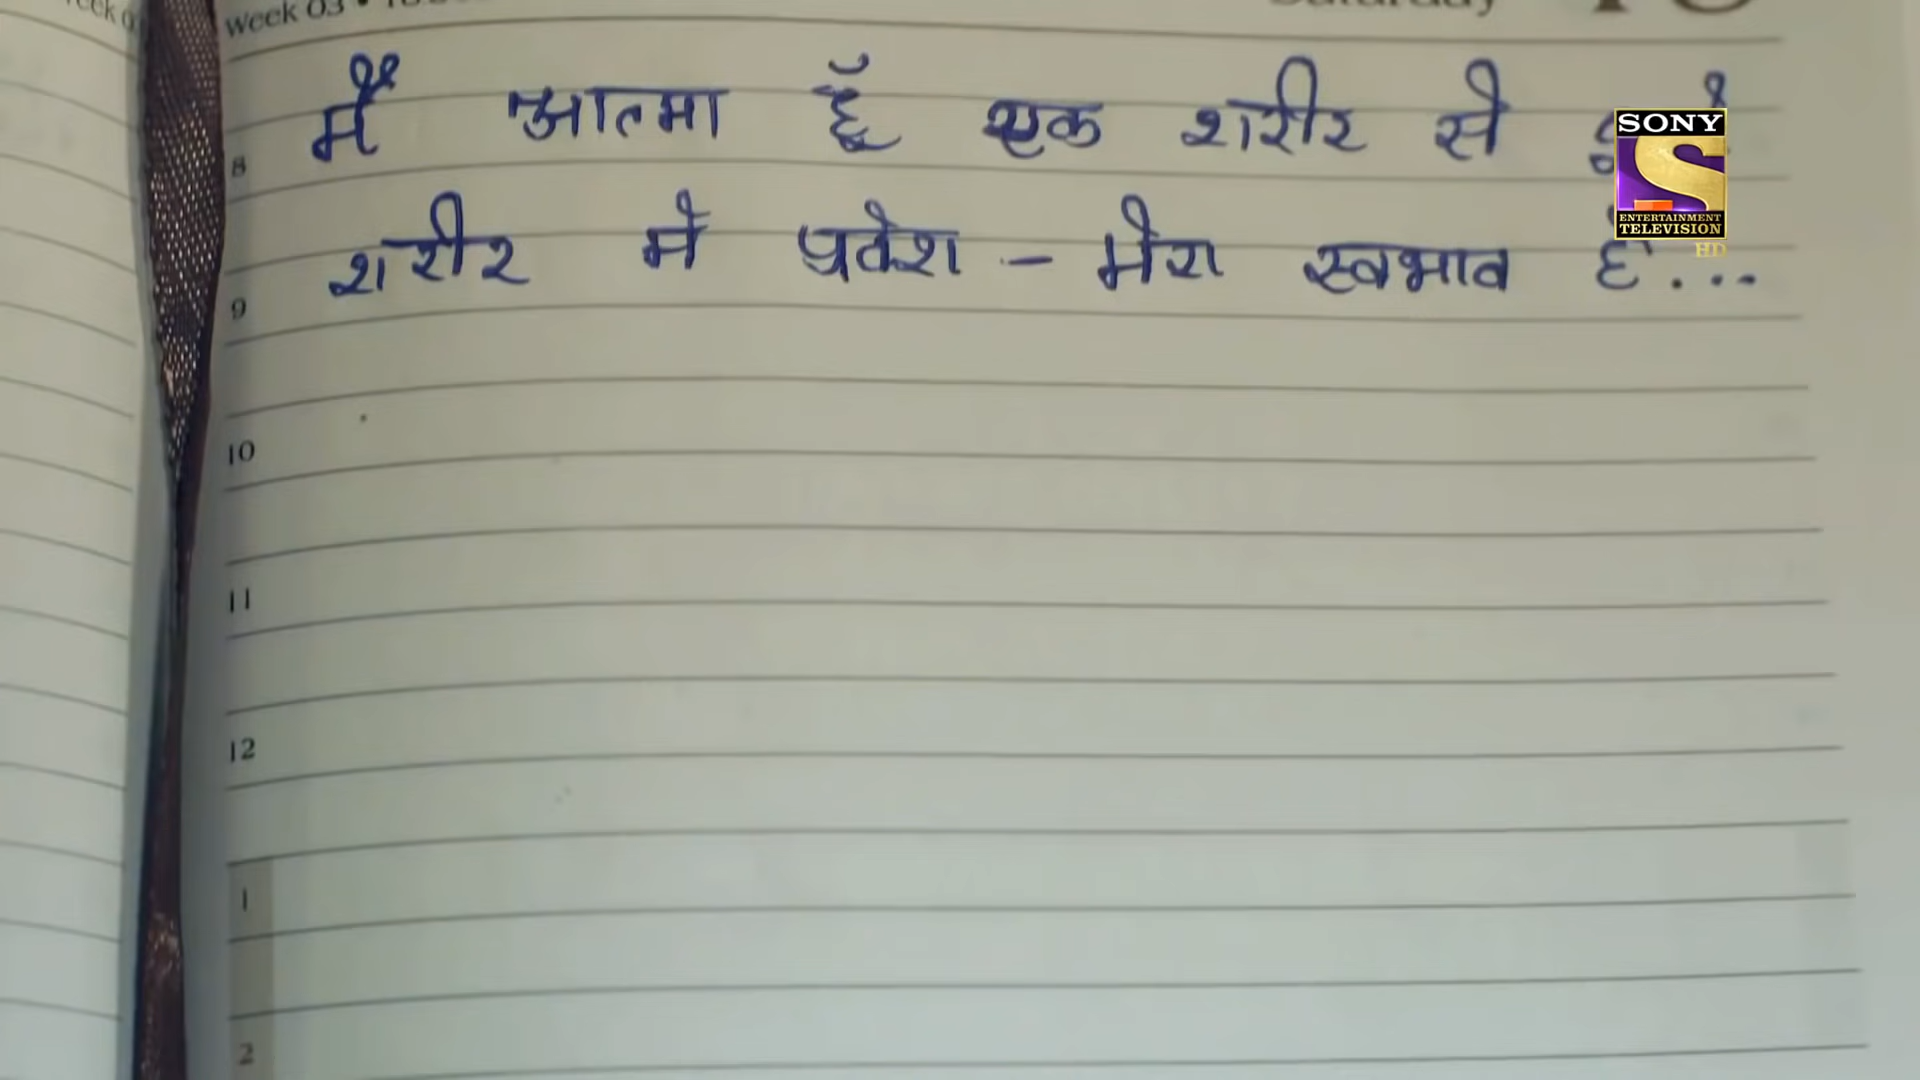 Week 03
Saturday
मैं आत्मा हूँ एक शरीर से
शरीर मे प्रवेश - मेरा स्वभाव है...
8
9
10
11
12
1
2
SONY
ENTERTAINMENT
TELEVISION
HD